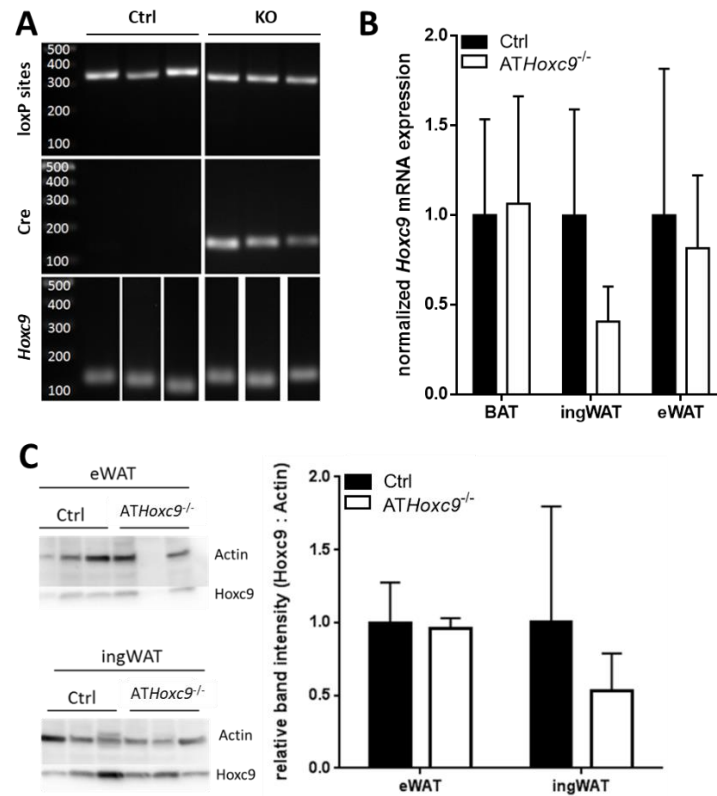 A
Ctrl
KO
loxP sites
500
400
300
200
100
Cre
500
400
300
200
100
Hoxc9
500
400
300
200
100
B
normalized Hoxc9 mRNA expression
2.0
1.5
1.0
0.5
0.0
Ctrl
ATHoxc9-/-
BAT
ingWAT
eWAT
C
eWAT
Ctrl
ATHoxc9-/-
Actin
Hoxc9
ingWAT
Ctrl
ATHoxc9-/-
Actin
Hoxc9
relative band intensity (Hoxc9 : Actin)
2.0
1.5
1.0
0.5
0.0
Ctrl
ATHoxc9-/-
eWAT
ingWAT